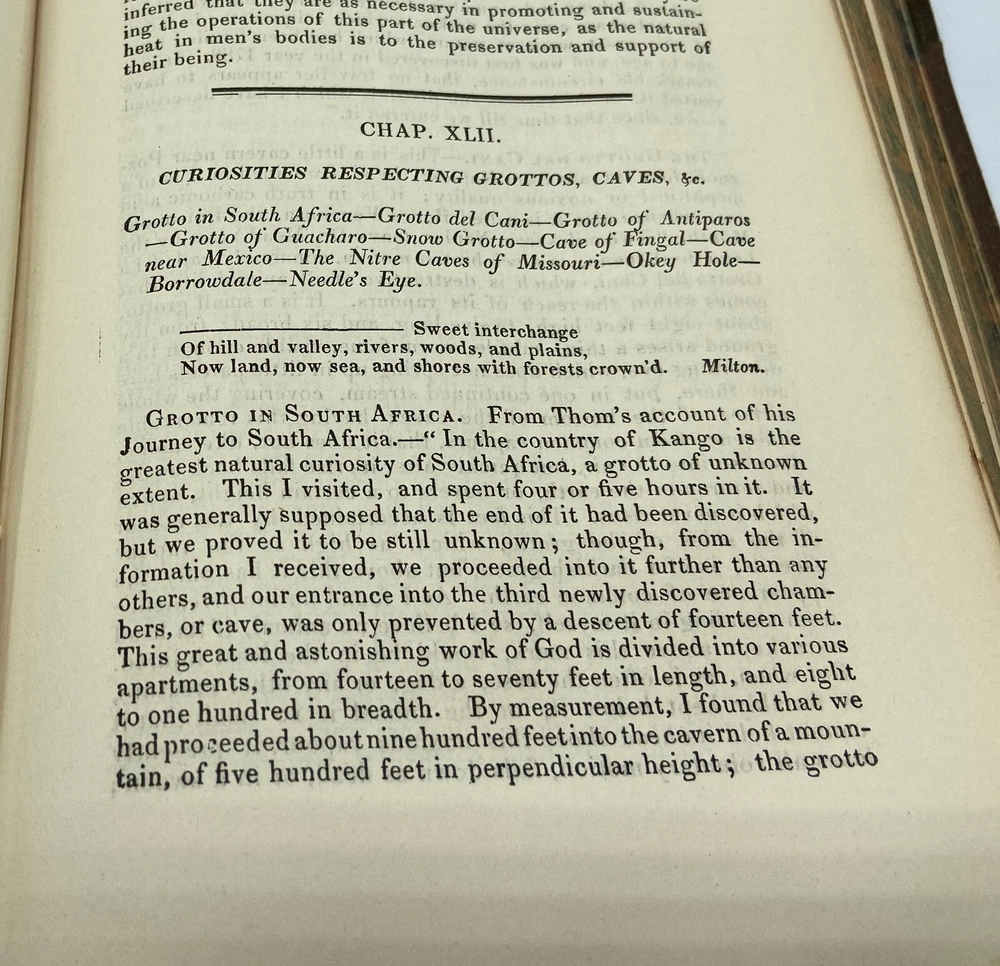 inferred that they are as necessary in promoting and sustain-
ing the operations of this part of the universe, as the natural
heat in men's bodies is to the preservation and support of
their being.
CHAP. XLII.
CURIOSITIES RESPECTING GROTTOS, CAVES, &c.
Grotto in South Africa—Grotto del Cani—Grotto of Antiparos
—Grotto of Guacharo—Snow Grotto—Cave of Fingal—Cave
near Mexico—The Nitre Caves of Missouri—Okey Hole—
Borrowdale—Needle's Eye.
——— Sweet interchange
Of hill and valley, rivers, woods, and plains,
Now land, now sea, and shores with forests crown'd. Milton.
GROTTO IN SOUTH AFRICA. From Thom's account of his
Journey to South Africa.—“ In the country of Kango is the
greatest natural curiosity of South Africa, a grotto of unknown
extent. This I visited, and spent four or five hours in it. It
was generally supposed that the end of it had been discovered,
but we proved it to be still unknown; though, from the in-
formation I received, we proceeded into it further than any
others, and our entrance into the third newly discovered cham-
bers, or cave, was only prevented by a descent of fourteen feet.
This great and astonishing work of God is divided into various
apartments, from fourteen to seventy feet in length, and eight
to one hundred in breadth. By measurement, I found that we
had proceeded about nine hundred feet into the cavern of a moun-
tain, of five hundred feet in perpendicular height; the grotto